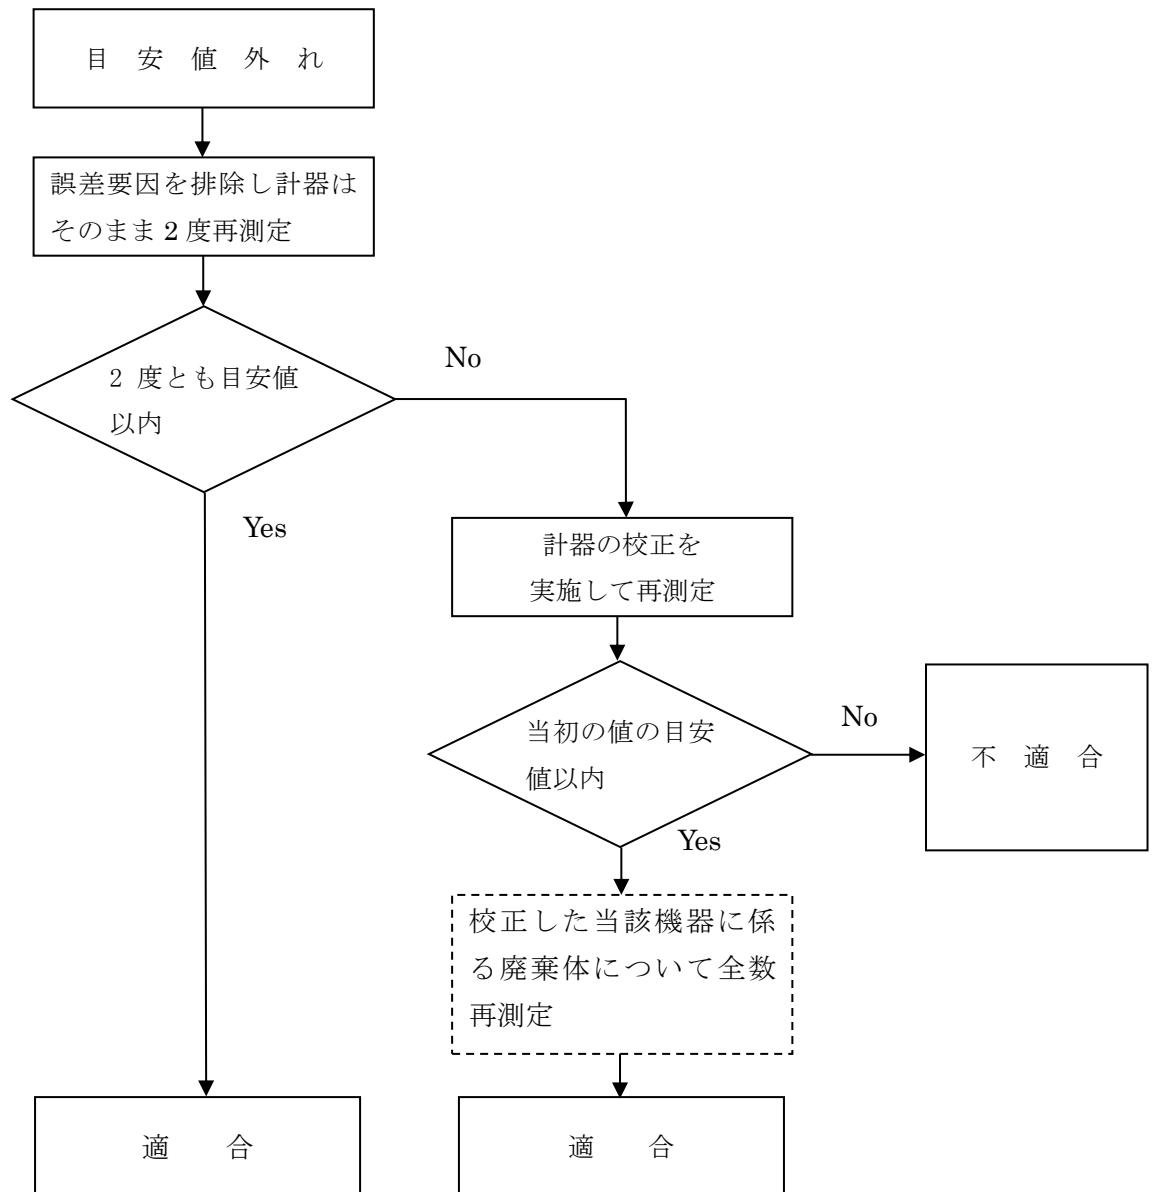 目 安 値 外 れ
誤差要因を排除し計器は
そのまま 2 度再測定
2 度とも目安値
以内
No
Yes
計器の校正を
実施して再測定
当初の値の目安
値以内
No
不 適 合
Yes
校正した当該機器に係
る廃棄体について全数
再測定
適 合
適 合